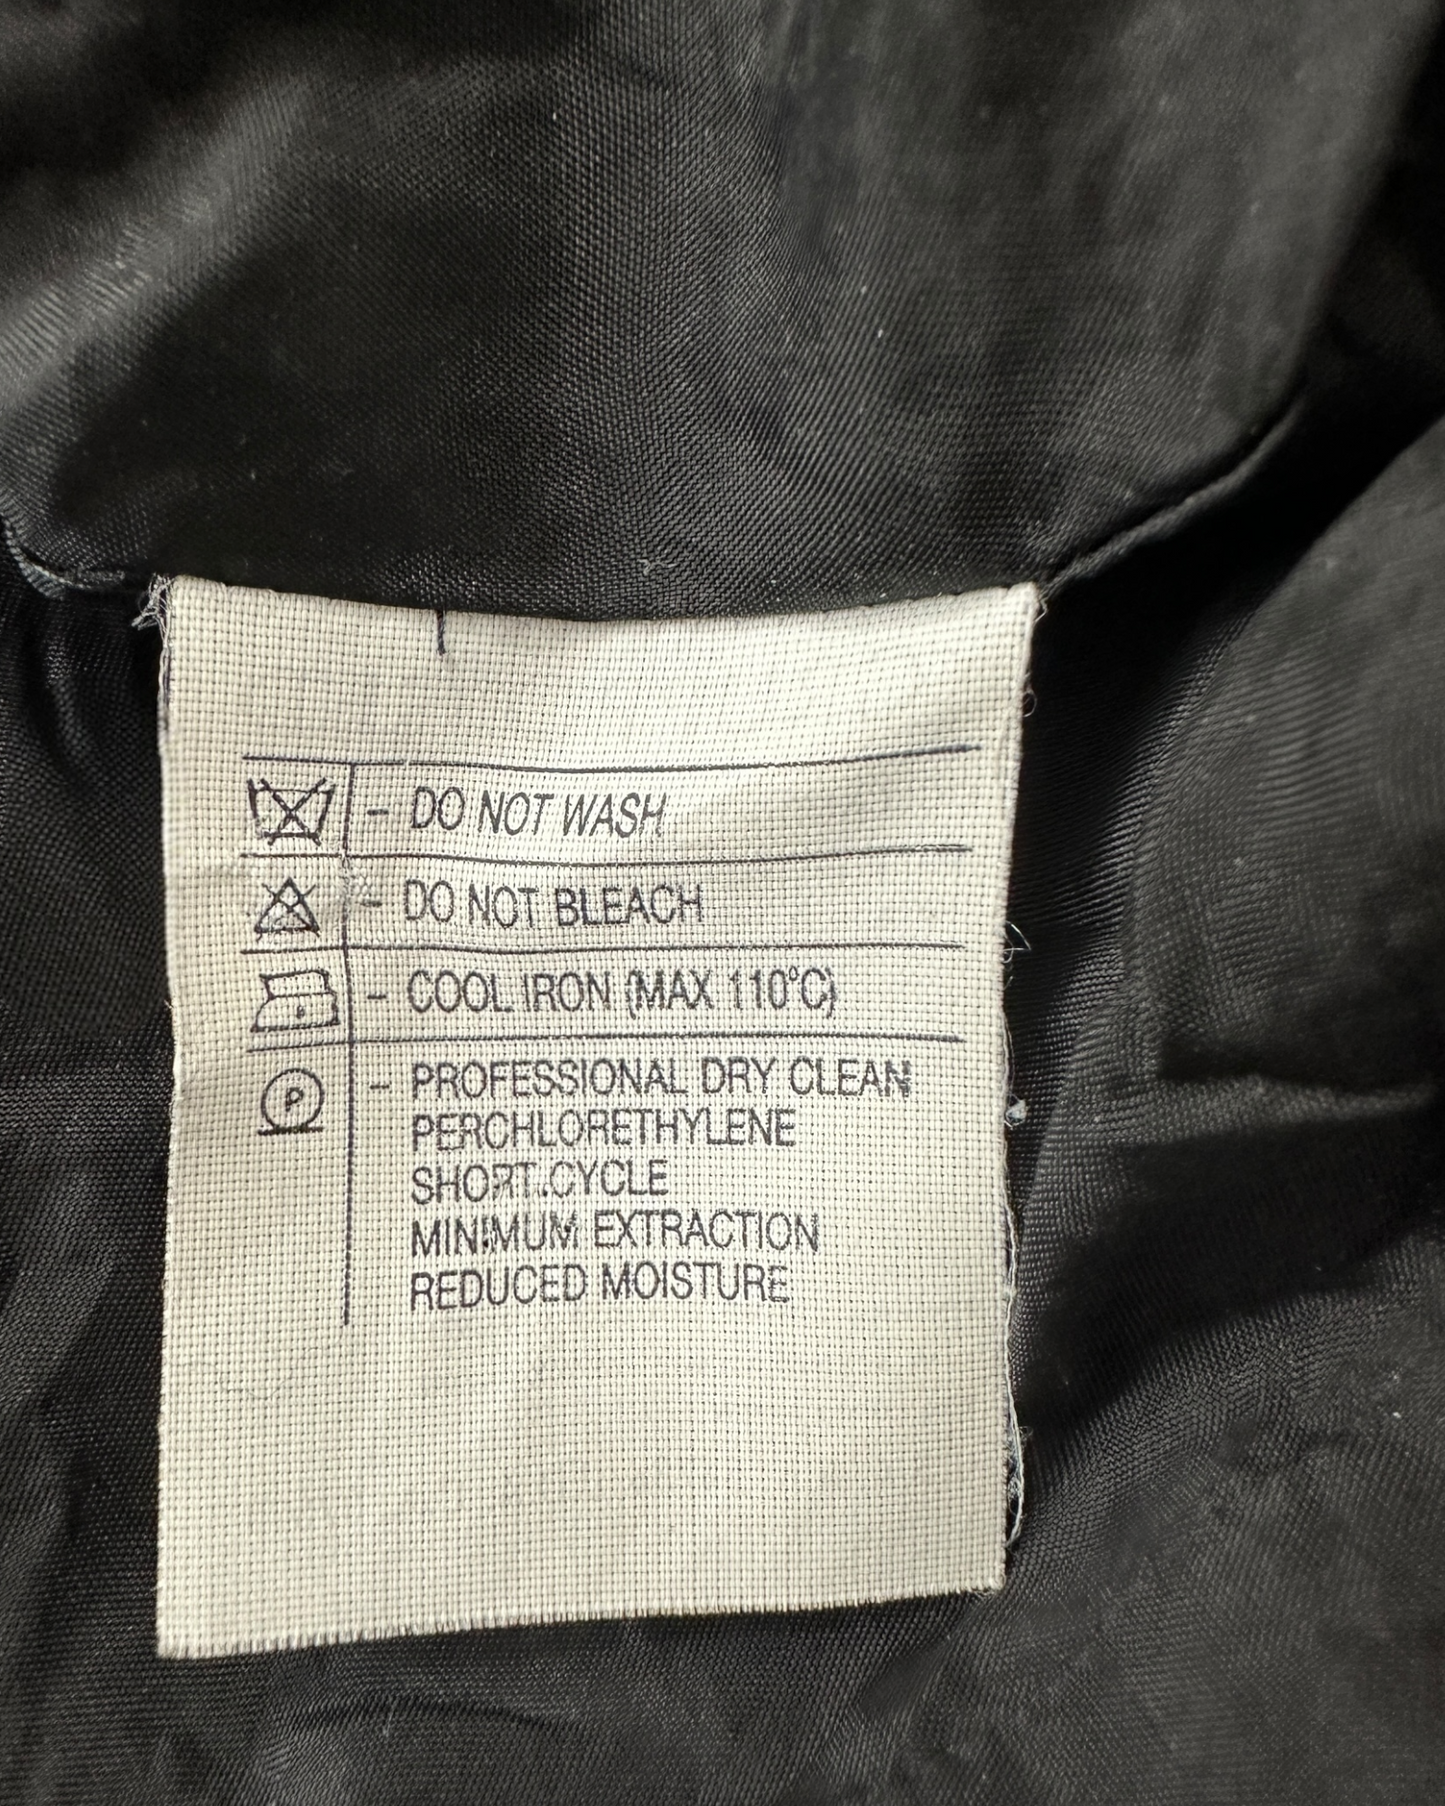 - DO NOT WASH
- DO NOT BLEACH
- COOL IRON (MAX 110°C)
P - PROFESSIONAL DRY CLEAN
PERCHLORETHYLENE
SHORT CYCLE
MINIMUM EXTRACTION
REDUCED MOISTURE